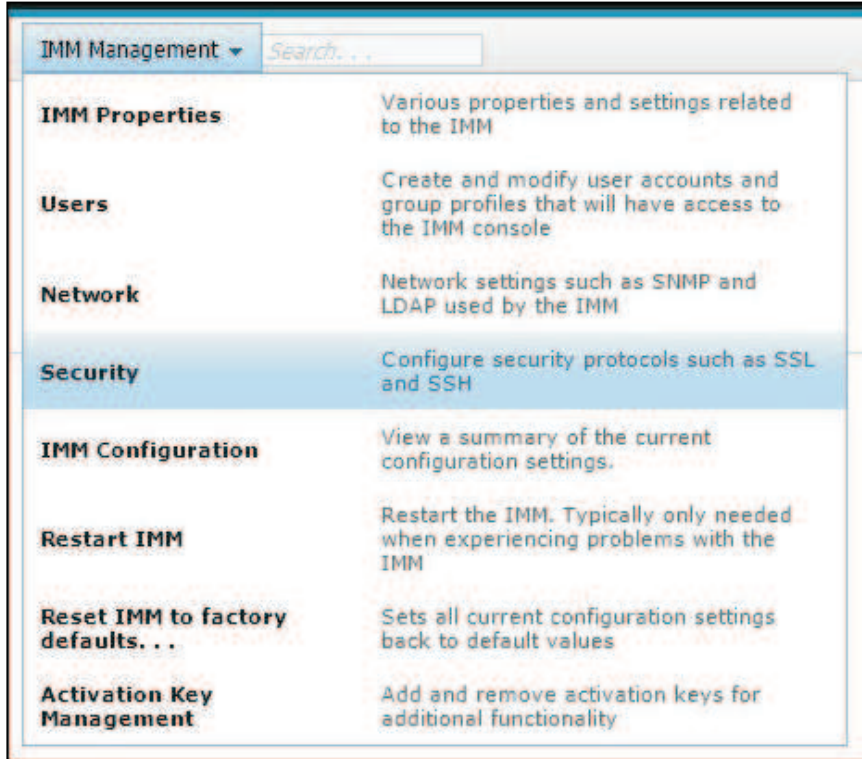 IMM Management
Search. . .
IMM Properties
Various properties and settings related
to the IMM
Users
Create and modify user accounts and
group profiles that will have access to
the IMM console
Network
Network settings such as SNMP and
LDAP used by the IMM
Security
Configure security protocols such as SSL
and SSH
IMM Configuration
View a summary of the current
configuration settings.
Restart IMM
Restart the IMM. Typically only needed
when experiencing problems with the
IMM
Reset IMM to factory
defaults. . .
Sets all current configuration settings
back to default values
Activation Key
Management
Add and remove activation keys for
additional functionality